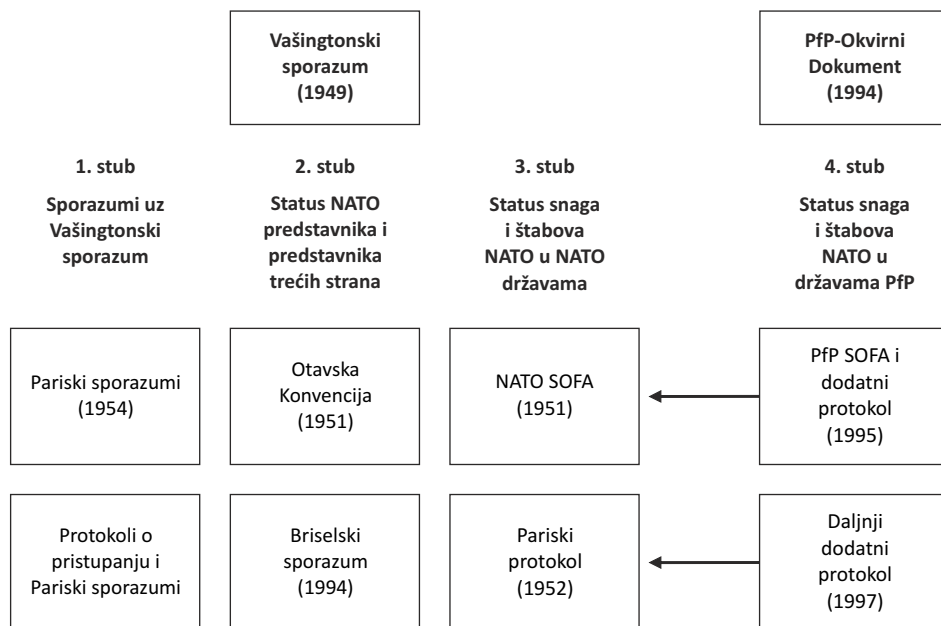 Vašingtonski
sporazum
(1949)
PfP-Okvirni
Dokument
(1994)
1. stub
Sporazumi uz
Vašingtonski
sporazum
2. stub
Status NATO
predstavnika i
predstavnika
trećih strana
3. stub
Status snaga
i štabova
NATO u NATO
državama
4. stub
Status snaga
i štabova
NATO u
državama PfP
Pariski sporazumi
(1954)
Otavska
Konvencija
(1951)
NATO SOFA
(1951)
PfP SOFA i
dodatni
protokol
(1995)
Protokoli o
pristupanju i
Pariski sporazumi
Briselski
sporazum
(1994)
Pariski
protokol
(1952)
Daljnji
dodatni
protokol
(1997)